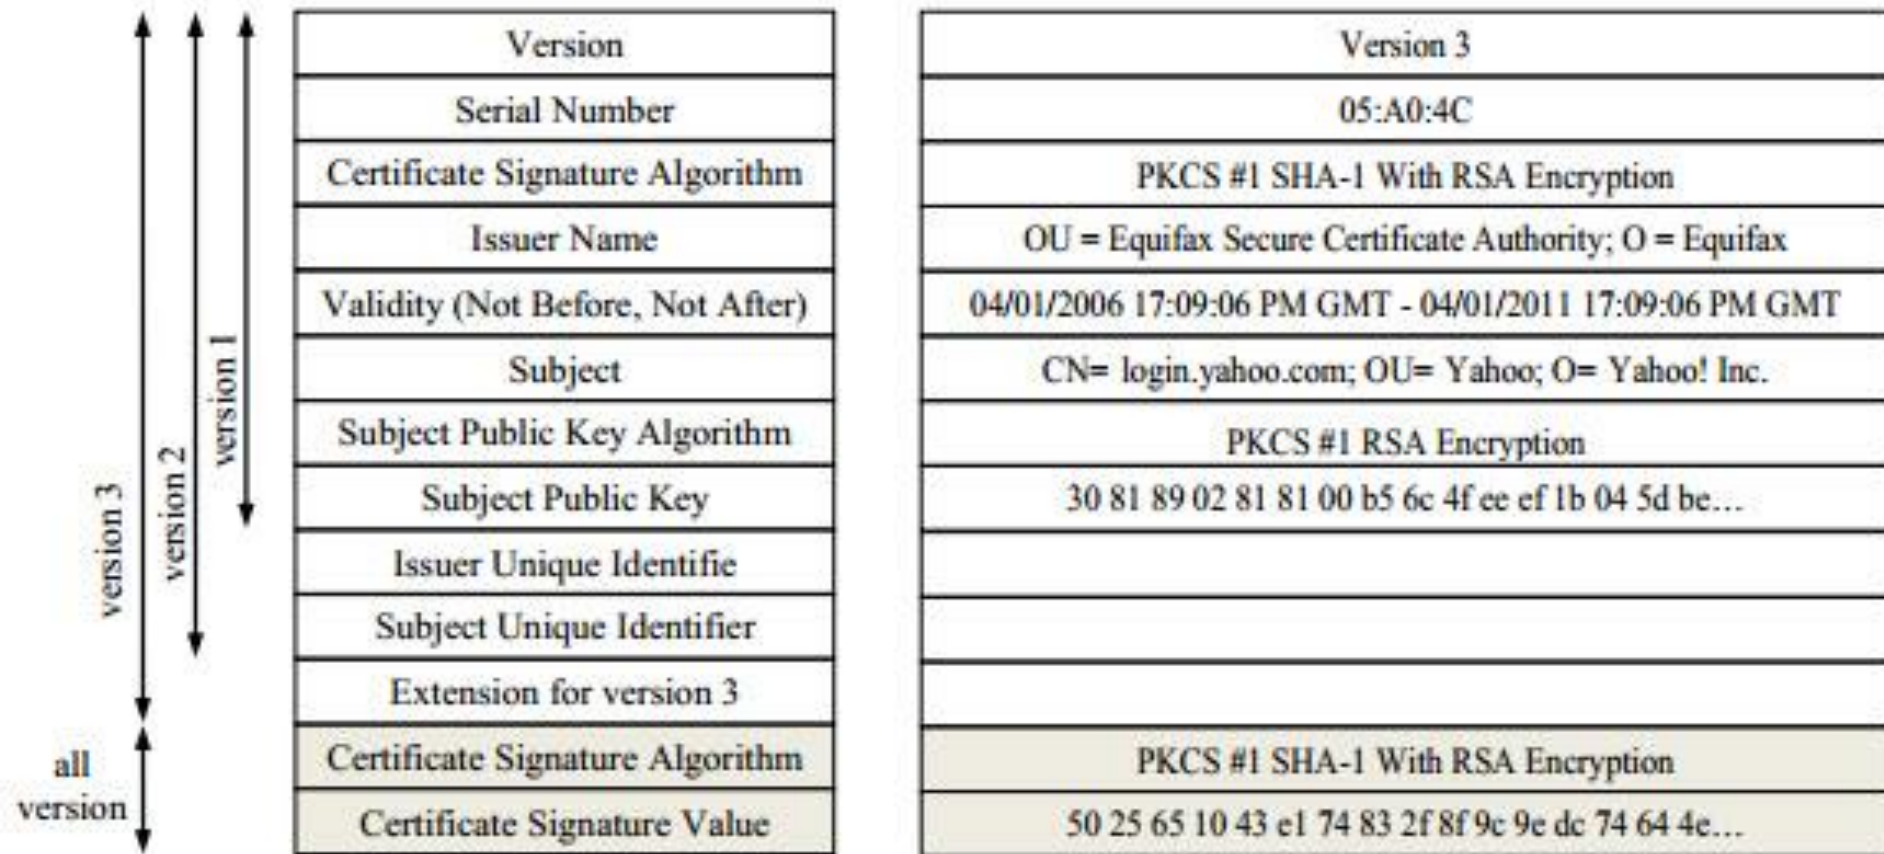 Version
Version 3
Serial Number
05:A0:4C
Certificate Signature Algorithm
PKCS #1 SHA-1 With RSA Encryption
Issuer Name
OU = Equifax Secure Certificate Authority; O = Equifax
Validity (Not Before, Not After)
04/01/2006 17:09:06 PM GMT - 04/01/2011 17:09:06 PM GMT
Subject
CN= login.yahoo.com; OU= Yahoo; O= Yahoo! Inc.
Subject Public Key Algorithm
PKCS #1 RSA Encryption
Subject Public Key
30 81 89 02 81 81 00 b5 6c 4f ee ef 1b 04 5d be...
Issuer Unique Identifie
Subject Unique Identifier
Extension for version 3
Certificate Signature Algorithm
PKCS #1 SHA-1 With RSA Encryption
Certificate Signature Value
50 25 65 10 43 e1 74 83 2f 8f 9c 9e dc 74 64 4e...
version 3
version 2
version 1
all
version